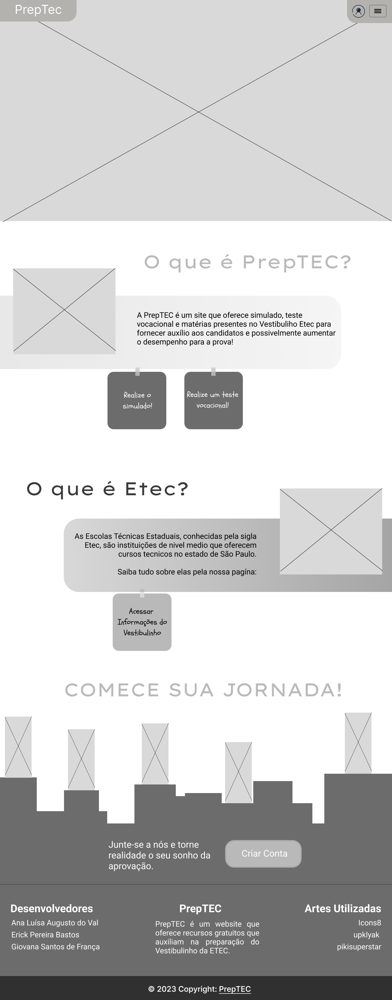 PrepTec
O que é PrepTEC?
A PrepTEC é um site que oferece simulado, teste
vocacional e matérias presentes no Vestibuliho Etec para
fornecer auxílio aos candidatos e possivelmente aumentar
o desempenho para a prova!
Realize o
simulado!
Realize um teste
vocacional!
O que é Etec?
As Escolas Técnicas Estaduais, conhecidas pela sigla
Etec, são instituições de nivel medio que oferecem
cursos tecnicos no estado de São Paulo.
Saiba tudo sobre elas pela nossa pagína:
Acessar
Informações do
Vestibulinho
COMECE SUA JORNADA!
Junte-se a nós e torne
realidade o seu sonho da
aprovação.
Criar Conta
Desenvolvedores
Ana Luísa Augusto do Val
Erick Pereira Bastos
Giovana Santos de França
PrepTEC
PrepTEC é um website que
oferece recursos gratuitos que
auxiliam na preparação do
Vestibulinho da ETEC.
Artes Utilizadas
Icons8
upklyak
pikisuperstar
© 2023 Copyright: PrepTEC